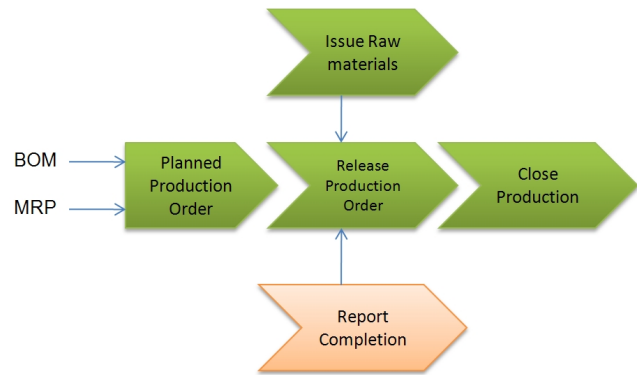 Issue Raw
materials
BOM
MRP
Planned
Production
Order
Release
Production
Order
Close
Production
Report
Completion